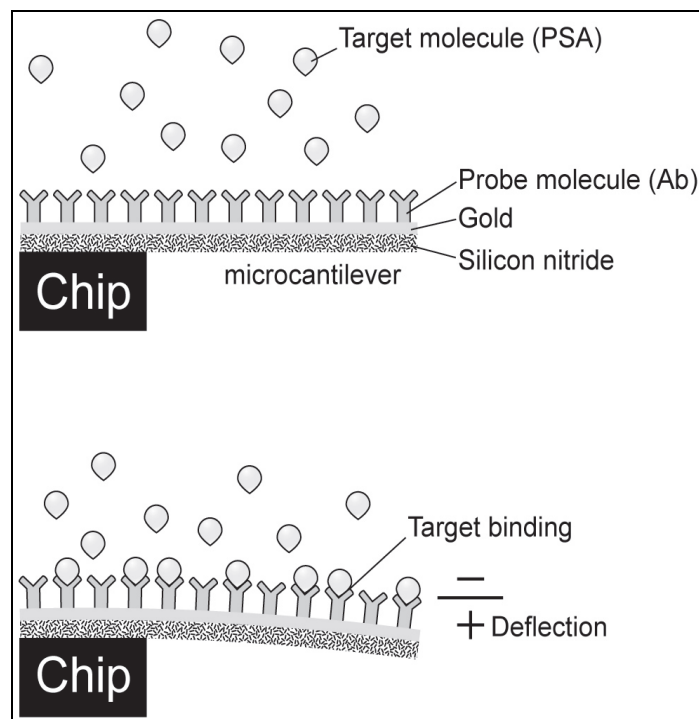 Target molecule (PSA)
Probe molecule (Ab)
Gold
Silicon nitride
microcantilever
Chip
Target binding
−
+ Deflection
Chip